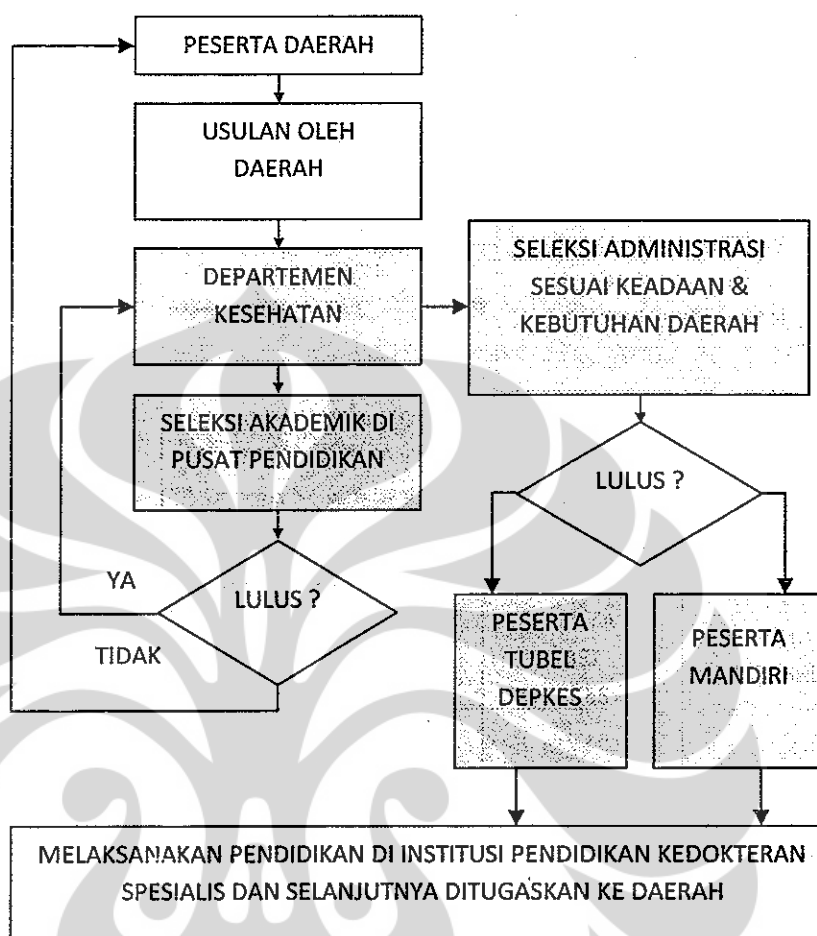 PESERTA DAERAH
USULAN OLEH
DAERAH
DEPARTEMEN
KESEHATAN
SELEKSI ADMINISTRASI
SESUAI KEADAAN &
KEBUTUHAN DAERAH
SELEKSI AKADEMIK DI
PUSAT PENDIDIKAN
LULUS ?
YA
LULUS ?
TIDAK
PESERTA
TUBEL
DEPKES
PESERTA
MANDIRI
MELAKSANAKAN PENDIDIKAN DI INSTITUSI PENDIDIKAN KEDOKTERAN
SPESIALIS DAN SELANJUTNYA DITUGASKAN KE DAERAH